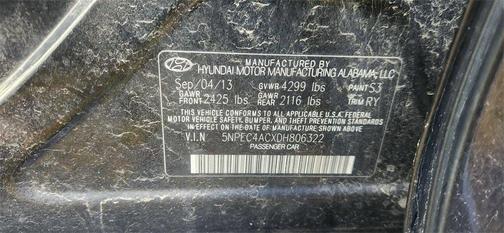 MANUFACTURED BY
HYUNDAI MOTOR MANUFACTURING ALABAMA, LLC
Sep/04/13 GVWR 4299 lbs PAINT S3
GAWR FRONT 2425 lbs GAWR REAR 2116 lbs TRIM RY
THIS VEHICLE CONFORMS TO ALL APPLICABLE U.S.A. FEDERAL
MOTOR VEHICLE SAFETY, BUMPER, AND THEFT PREVENTION STANDARDS
IN EFFECT ON THE DATE OF MANUFACTURE SHOWN ABOVE.
V.I.N 5NPEC4ACXDH806322
PASSENGER CAR